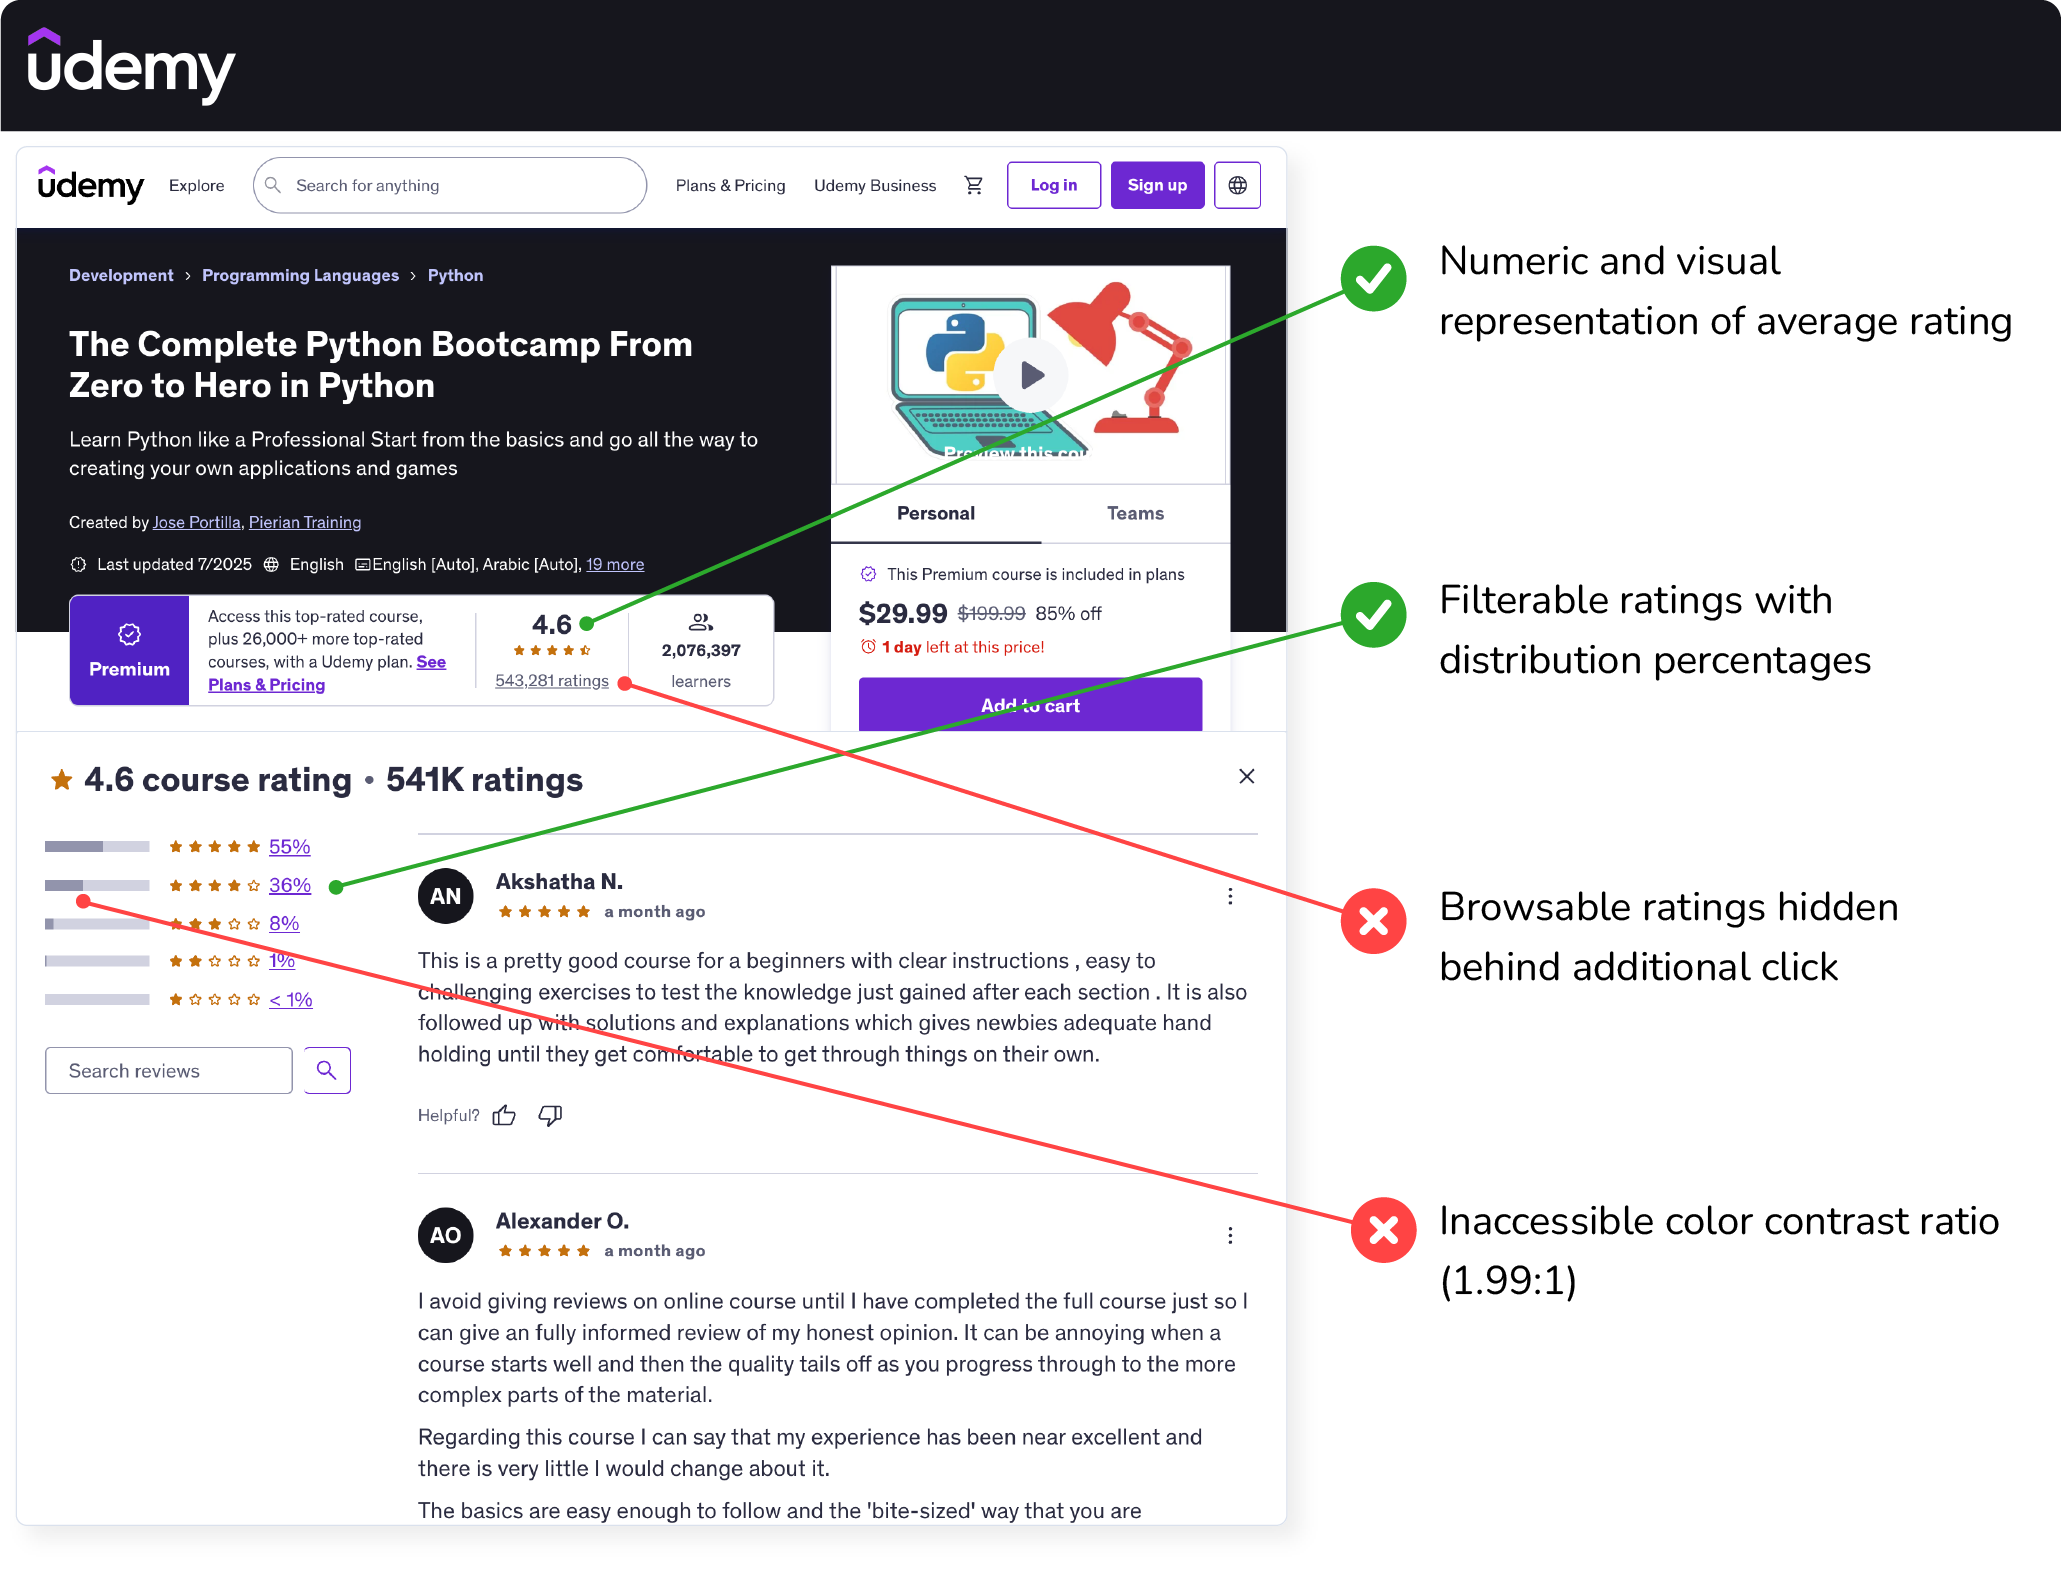 udemy
udemy
Explore
Search for anything
Plans & Pricing
Udemy Business
Log in
Sign up
Development › Programming Languages › Python
The Complete Python Bootcamp From
Zero to Hero in Python
Learn Python like a Professional Start from the basics and go all the way to
creating your own applications and games
Created by Jose Portilla, Pierian Training
Last updated 7/2025
English
English [Auto], Arabic [Auto], 19 more
Premium
Access this top-rated course,
plus 26,000+ more top-rated
courses, with a Udemy plan. See
Plans & Pricing
4.6
543,281 ratings
2,076,397
learners
Preview this cou
Personal
Teams
This Premium course is included in plans
$29.99 $199.99 85% off
1 day left at this price!
Add to cart
4.6 course rating • 541K ratings
55%
36%
8%
1%
< 1%
Search reviews
AN
Akshatha N.
a month ago
This is a pretty good course for a beginners with clear instructions , easy to
challenging exercises to test the knowledge just gained after each section . It is also
followed up with solutions and explanations which gives newbies adequate hand
holding until they get comfortable to get through things on their own.
Helpful?
AO
Alexander O.
a month ago
I avoid giving reviews on online course until I have completed the full course just so I
can give an fully informed review of my honest opinion. It can be annoying when a
course starts well and then the quality tails off as you progress through to the more
complex parts of the material.
Regarding this course I can say that my experience has been near excellent and
there is very little I would change about it.
The basics are easy enough to follow and the 'bite-sized' way that you are
Numeric and visual
representation of average rating
Filterable ratings with
distribution percentages
Browsable ratings hidden
behind additional click
Inaccessible color contrast ratio
(1.99:1)